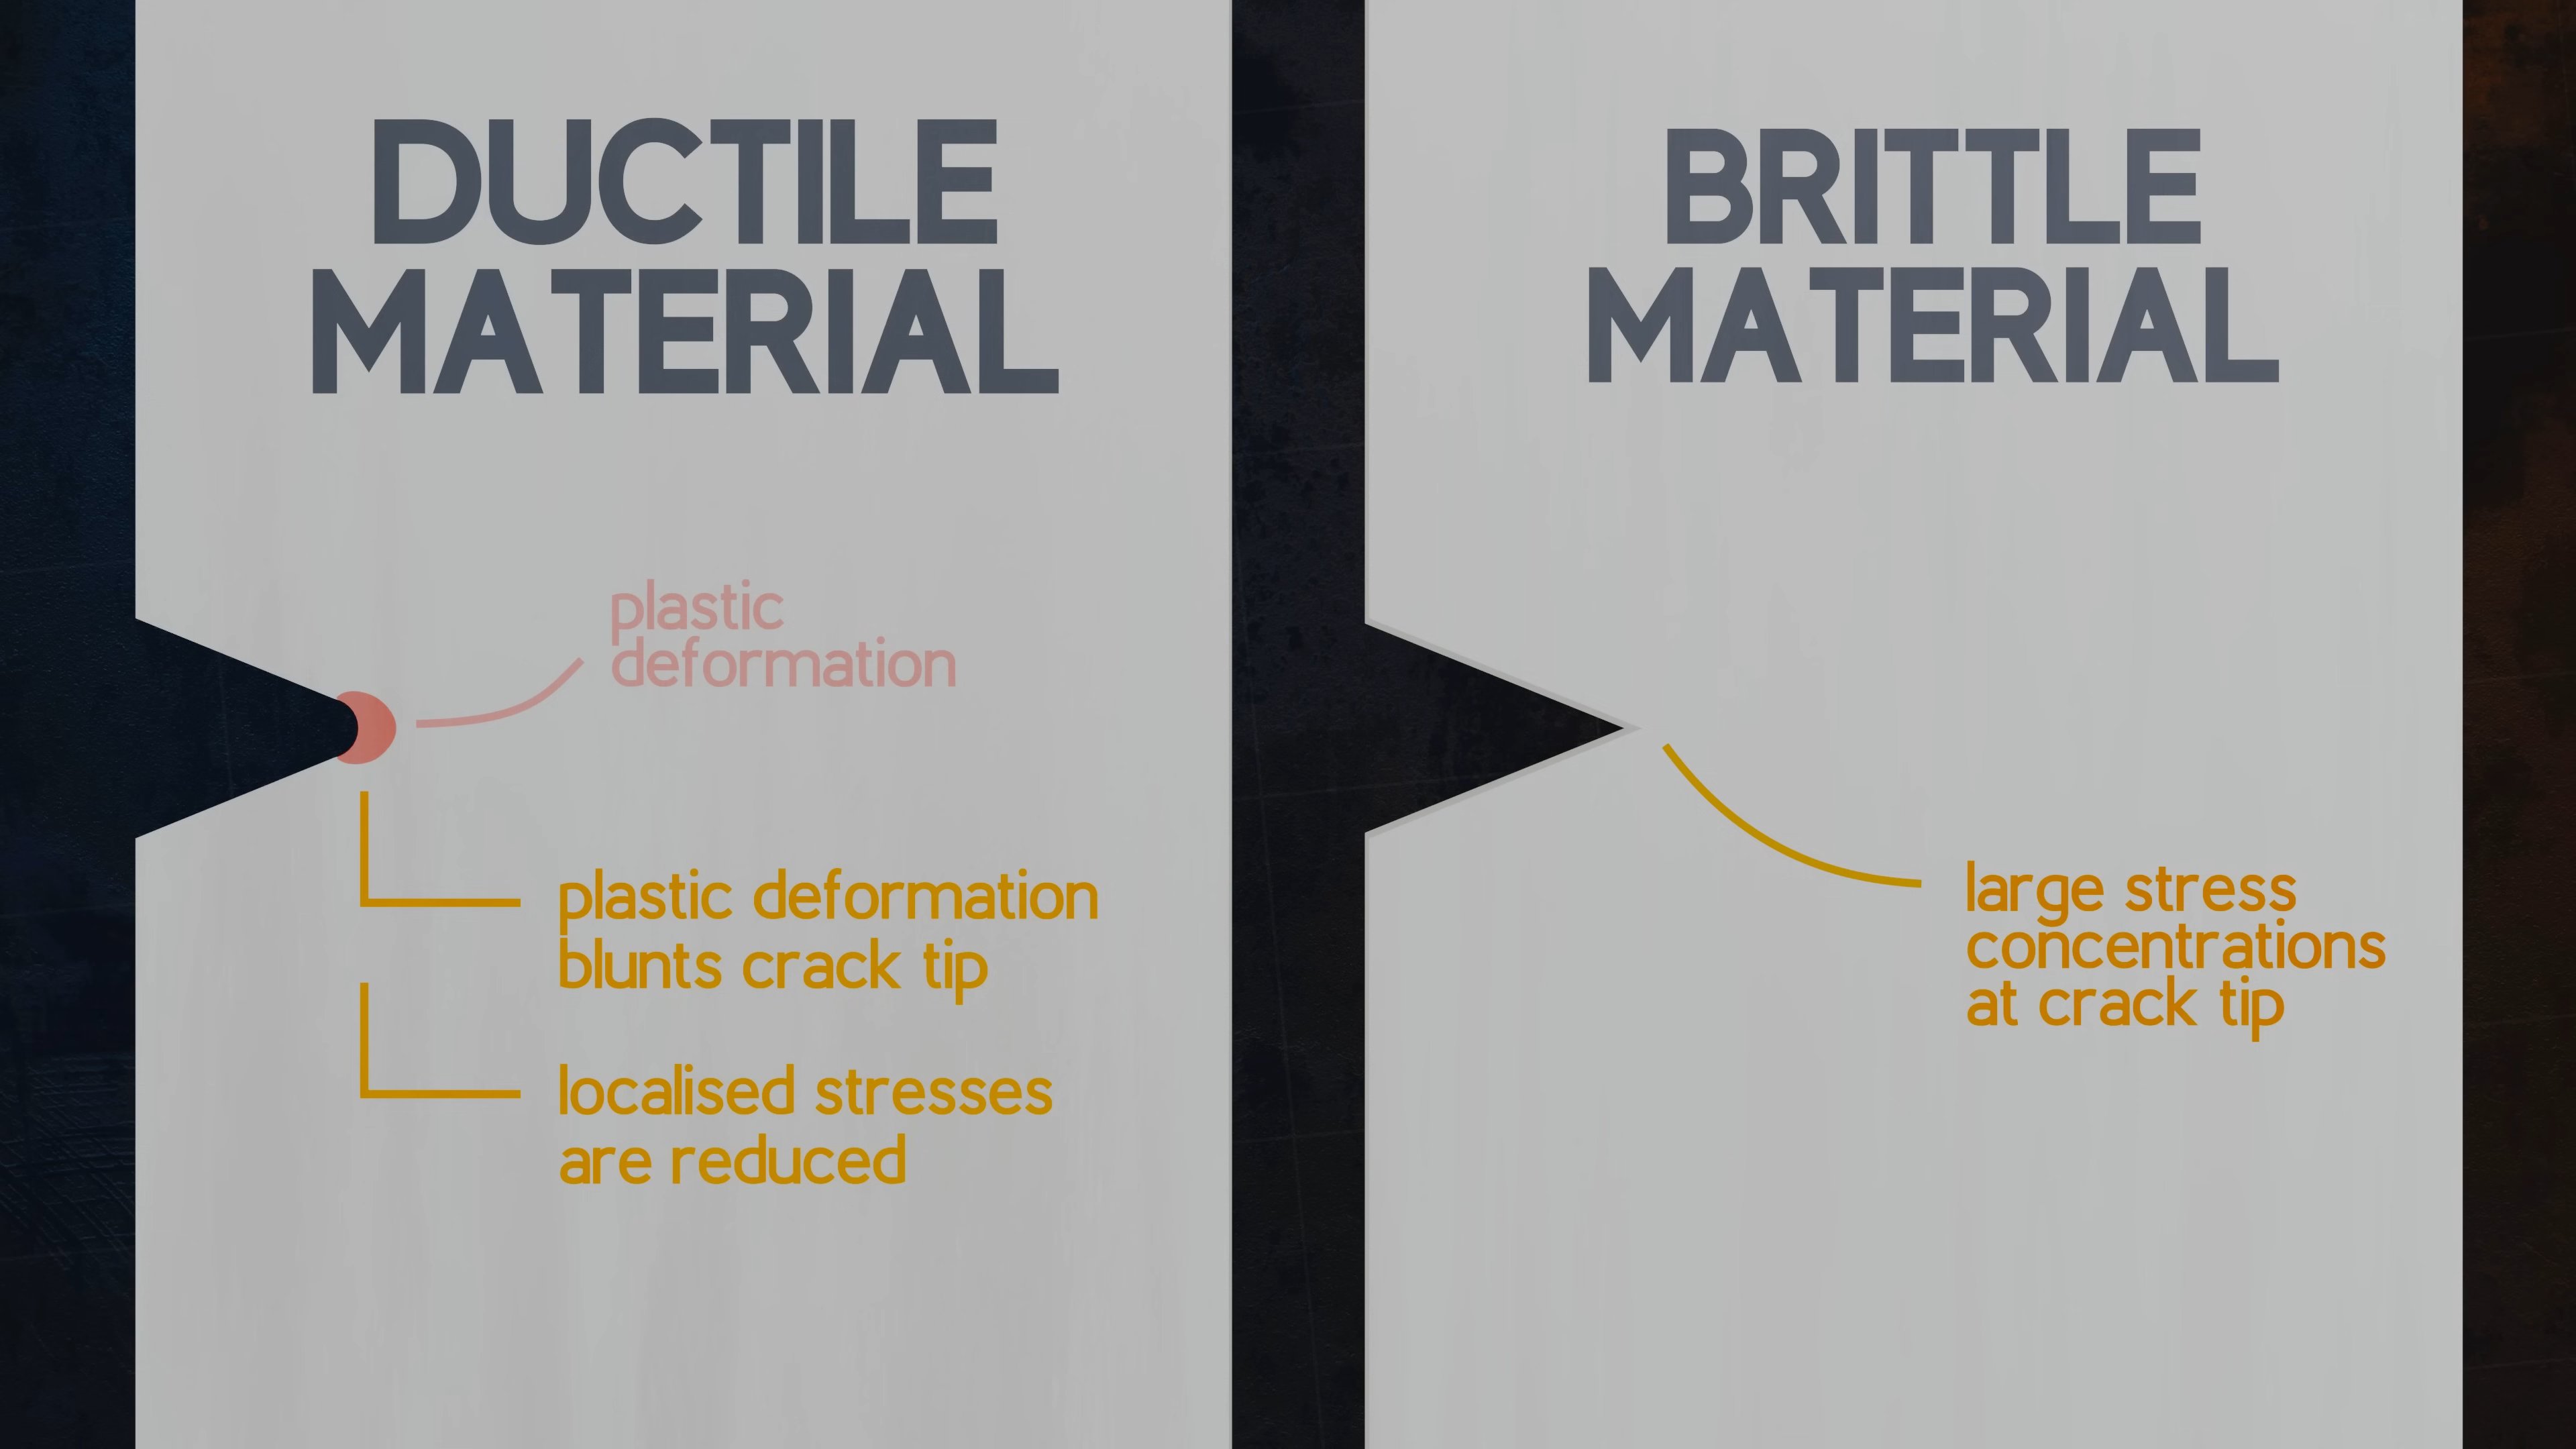 DUCTILE
MATERIAL
plastic
deformation
plastic deformation
blunts crack tip
localised stresses
are reduced
BRITTLE
MATERIAL
large stress
concentrations
at crack tip